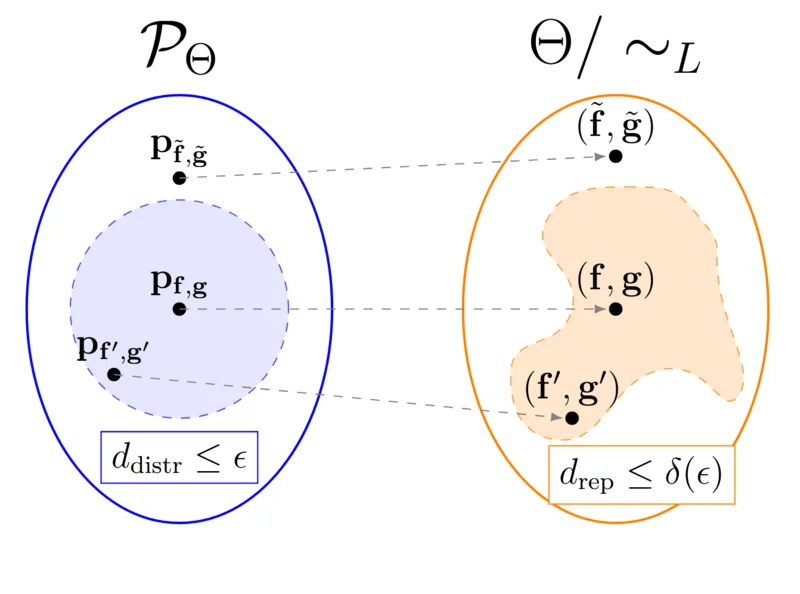 𝒫_Θ
Θ/ ∼_L
p_{f̃,g̃}
(f̃, g̃)
p_{f,g}
(f, g)
p_{f′,g′}
(f′, g′)
d_distr ≤ ϵ
d_rep ≤ δ(ϵ)